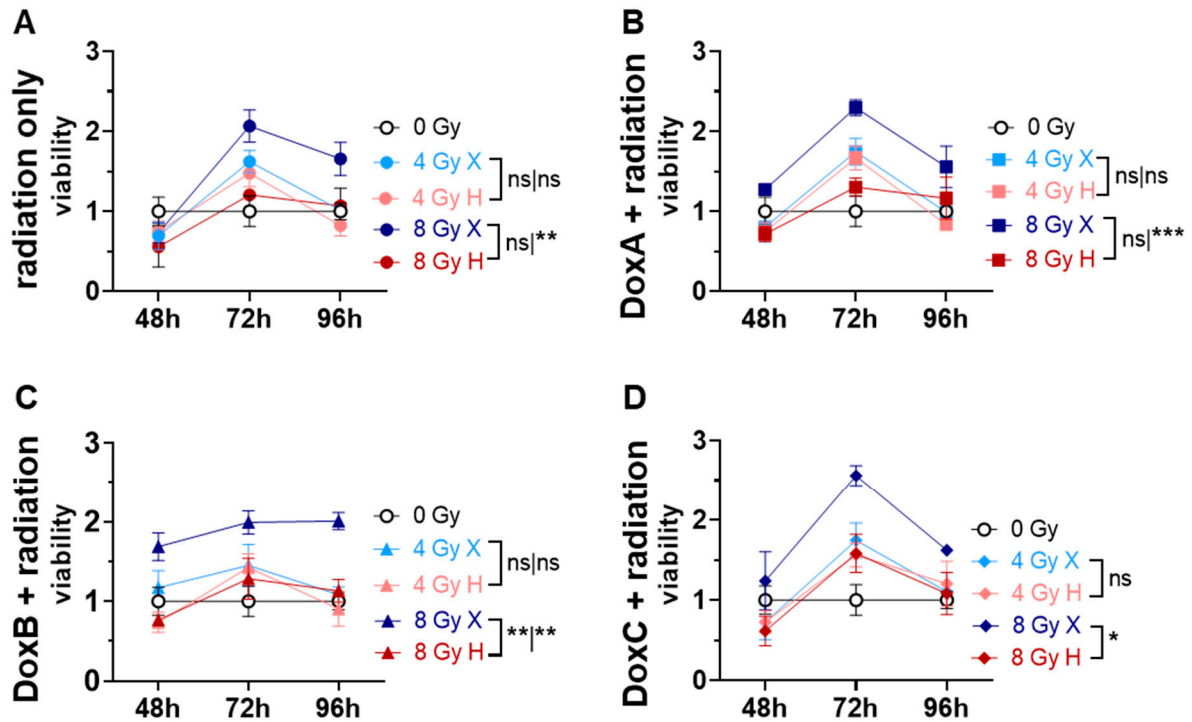 A
radiation only
viability
3
2
1
0
48h 72h 96h
0 Gy
4 Gy X
4 Gy H
ns|ns
8 Gy X
8 Gy H
ns|**
B
DoxA + radiation
viability
3
2
1
0
48h 72h 96h
0 Gy
4 Gy X
4 Gy H
ns|ns
8 Gy X
8 Gy H
ns|***
C
DoxB + radiation
viability
3
2
1
0
48h 72h 96h
0 Gy
4 Gy X
4 Gy H
ns|ns
8 Gy X
8 Gy H
**|**
D
DoxC + radiation
viability
3
2
1
0
48h 72h 96h
0 Gy
4 Gy X
4 Gy H
ns
8 Gy X
8 Gy H
*